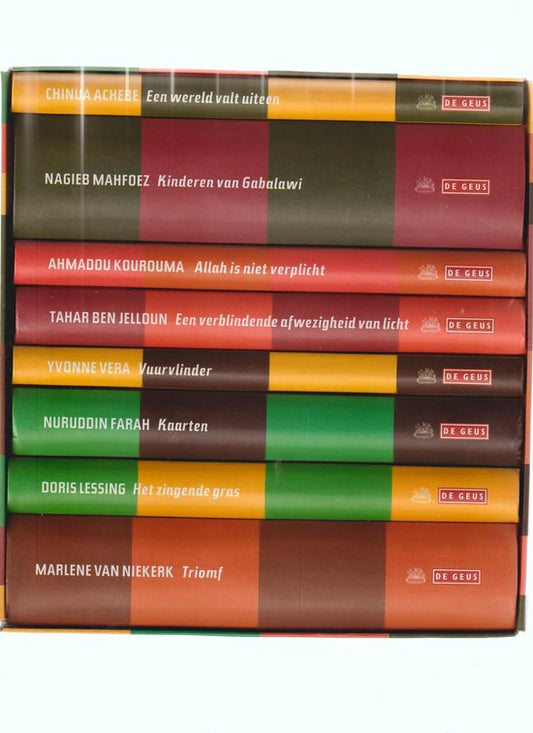 CHINUA ACHEBE Een wereld valt uiteen DE GEUS
NAGIEB MAHFOEZ Kinderen van Gabalawi DE GEUS
AHMADOU KOUROUMA Allah is niet verplicht DE GEUS
TAHAR BEN JELLOUN Een verblindende afwezigheid van licht DE GEUS
YVONNE VERA Vuurvlinder DE GEUS
NURUDDIN FARAH Kaarten DE GEUS
DORIS LESSING Het zingende gras DE GEUS
MARLENE VAN NIEKERK Triomf DE GEUS